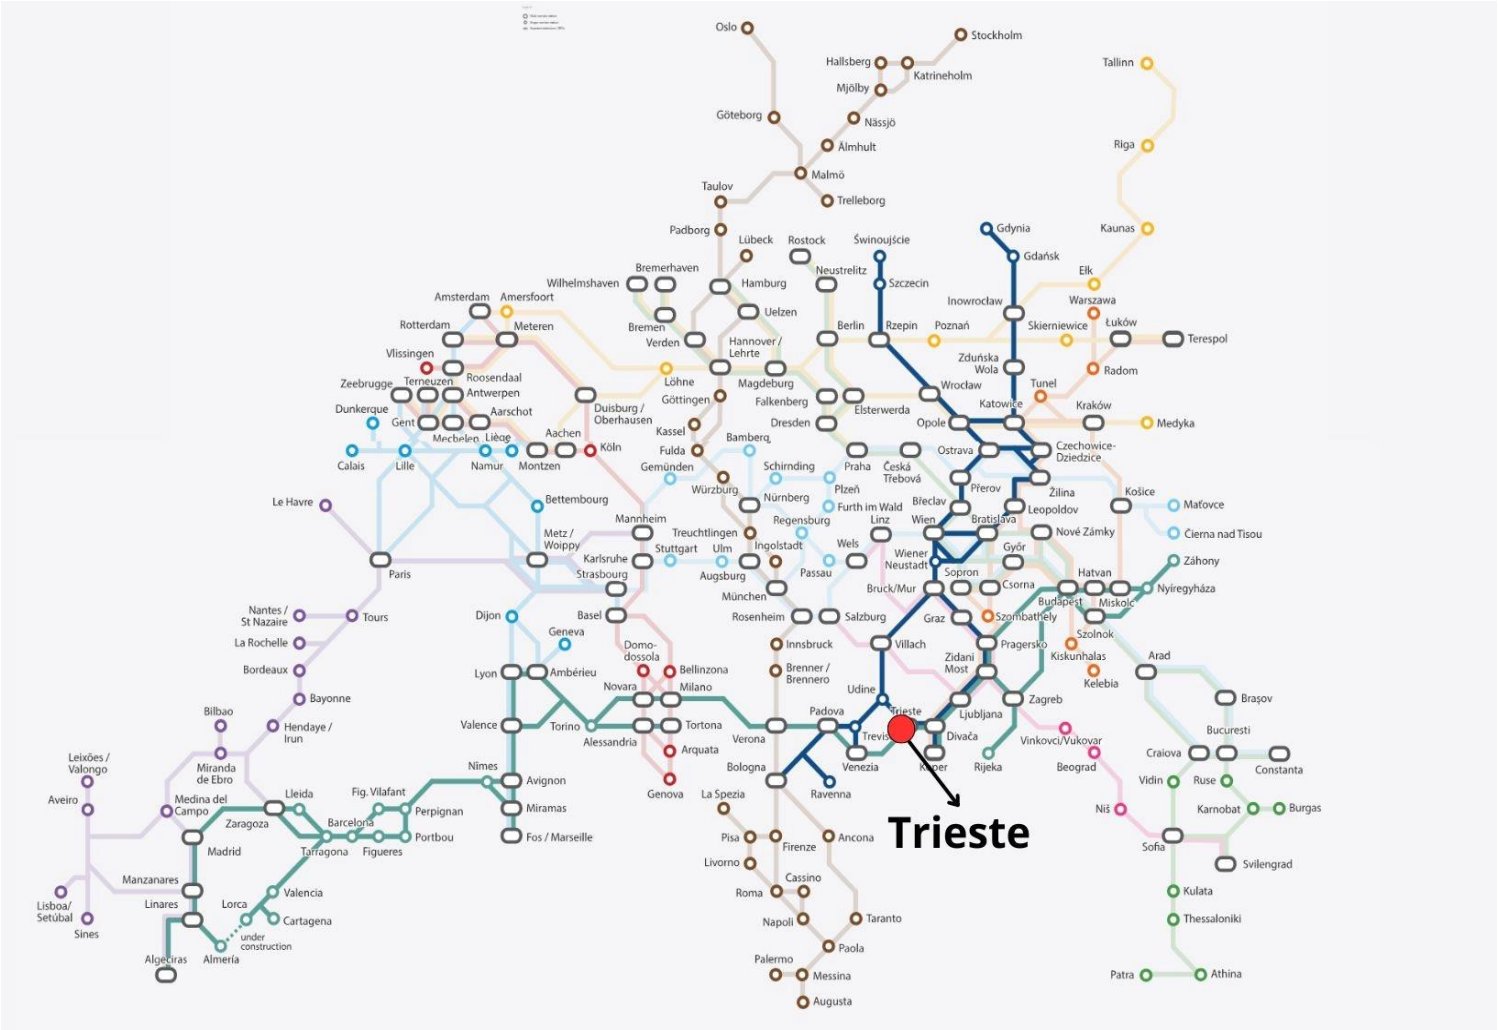 Oslo
Stockholm
Hallsberg
Katrineholm
Mjölby
Tallinn
Göteborg
Nässjö
Älmhult
Riga
Malmö
Taulov
Trelleborg
Padborg
Lübeck
Rostock
Świnoujście
Gdynia
Kaunas
Gdańsk
Bremerhaven
Wilhelmshaven
Hamburg
Neustrelitz
Szczecin
Ełk
Amsterdam
Amersfoort
Inowrocław
Warszawa
Rotterdam
Meteren
Bremen
Uelzen
Berlin
Rzepin
Poznań
Skierniewice
Łuków
Terespol
Verden
Hannover /
Lehrte
Vlissingen
Roosendaal
Zduńska
Wola
Radom
Zeebrugge
Terneuzen
Antwerpen
Löhne
Magdeburg
Wrocław
Tunel
Dunkerque
Gent
Aarschot
Duisburg /
Oberhausen
Göttingen
Falkenberg
Elsterwerda
Katowice
Kraków
Mechelen
Liège
Aachen
Köln
Kassel
Dresden
Opole
Medyka
Calais
Lille
Namur
Montzen
Fulda
Bamberg
Praha
Česká
Třebová
Ostrava
Czechowice-
Dziedzice
Gemünden
Schirnding
Plzeň
Přerov
Žilina
Le Havre
Bettembourg
Würzburg
Nürnberg
Furth im Wald
Břeclav
Leopoldov
Košice
Maťovce
Mannheim
Treuchtlingen
Regensburg
Linz
Wien
Bratislava
Nové Zámky
Čierna nad Tisou
Metz /
Woippy
Karlsruhe
Stuttgart
Ulm
Ingolstadt
Wels
Wiener
Neustadt
Győr
Záhony
Paris
Strasbourg
Augsburg
Passau
Sopron
Csorna
Hatvan
Nyíregyháza
München
Bruck/Mur
Budapest
Miskolc
Nantes /
St Nazaire
Tours
Dijon
Basel
Rosenheim
Salzburg
Graz
Szombathely
Szolnok
La Rochelle
Geneva
Domo-
dossola
Innsbruck
Villach
Pragersko
Kiskunhalas
Arad
Bordeaux
Lyon
Ambérieu
Bellinzona
Brenner /
Brennero
Zidani
Most
Kelebia
Bayonne
Novara
Milano
Udine
Ljubljana
Zagreb
Brașov
Bilbao
Hendaye /
Irun
Valence
Torino
Tortona
Padova
Trieste
Trevis
Divača
Vinkovci/Vukovar
Bucuresti
Alessandria
Verona
Craiova
Leixões /
Valongo
Miranda
de Ebro
Nîmes
Arquata
Bologna
Venezia
Koper
Rijeka
Beograd
Constanta
Avignon
Genova
Ravenna
Vidin
Ruse
Aveiro
Medina del
Campo
Lleida
Fig. Vilafant
Perpignan
Miramas
La Spezia
Niš
Karnobat
Burgas
Zaragoza
Barcelona
Portbou
Fos / Marseille
Pisa
Firenze
Ancona
Trieste
Sofia
Madrid
Tarragona
Figueres
Livorno
Svilengrad
Manzanares
Valencia
Roma
Cassino
Kulata
Lisboa/
Setúbal
Linares
Lorca
Cartagena
Napoli
Taranto
Thessaloniki
Sines
under
construction
Paola
Algeciras
Almería
Palermo
Messina
Patra
Athina
Augusta